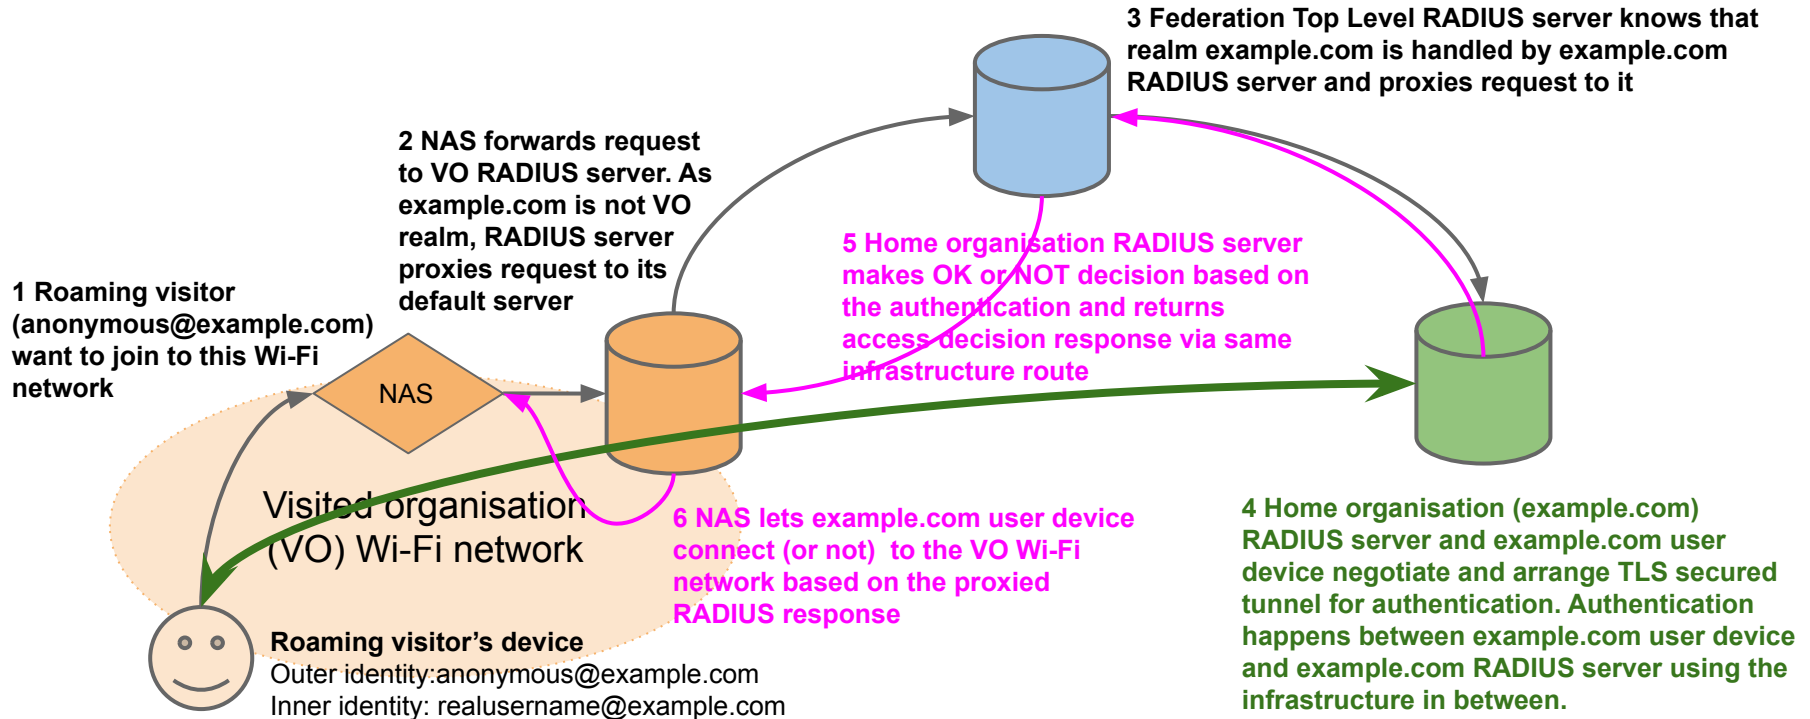 3 Federation Top Level RADIUS server knows that
realm example.com is handled by example.com
RADIUS server and proxies request to it
2 NAS forwards request
to VO RADIUS server. As
example.com is not VO
realm, RADIUS server
proxies request to its
default server
5 Home organisation RADIUS server
makes OK or NOT decision based on
the authentication and returns
access decision response via same
infrastructure route
1 Roaming visitor
(anonymous@example.com)
want to join to this Wi-Fi
network
NAS
Visited organisation
(VO) Wi-Fi network
6 NAS lets example.com user device
connect (or not) to the VO Wi-Fi
network based on the proxied
RADIUS response
4 Home organisation (example.com)
RADIUS server and example.com user
device negotiate and arrange TLS secured
tunnel for authentication. Authentication
happens between example.com user device
and example.com RADIUS server using the
infrastructure in between.
Roaming visitor’s device
Outer identity:anonymous@example.com
Inner identity: realusername@example.com